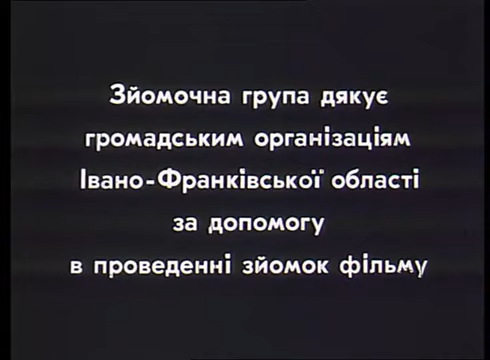 Зйомочна група дякує
громадським організаціям
Івано-Франківської області
за допомогу
в проведенні зйомок фільму